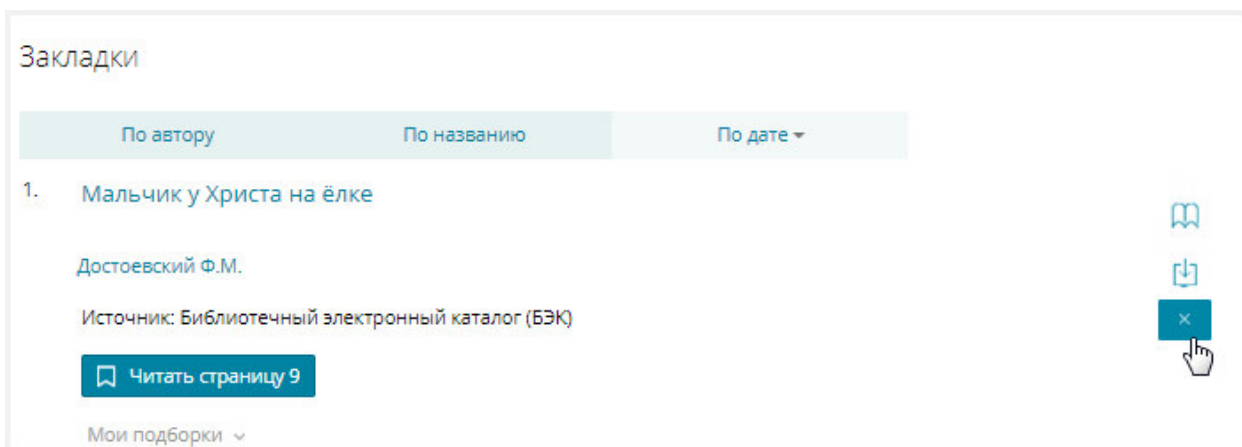 Закладки
По автору По названию По дате
1. Мальчик у Христа на ёлке
Достоевский Ф.М.
Источник: Библиотечный электронный каталог (БЭК)
Читать страницу 9
Мои подборки